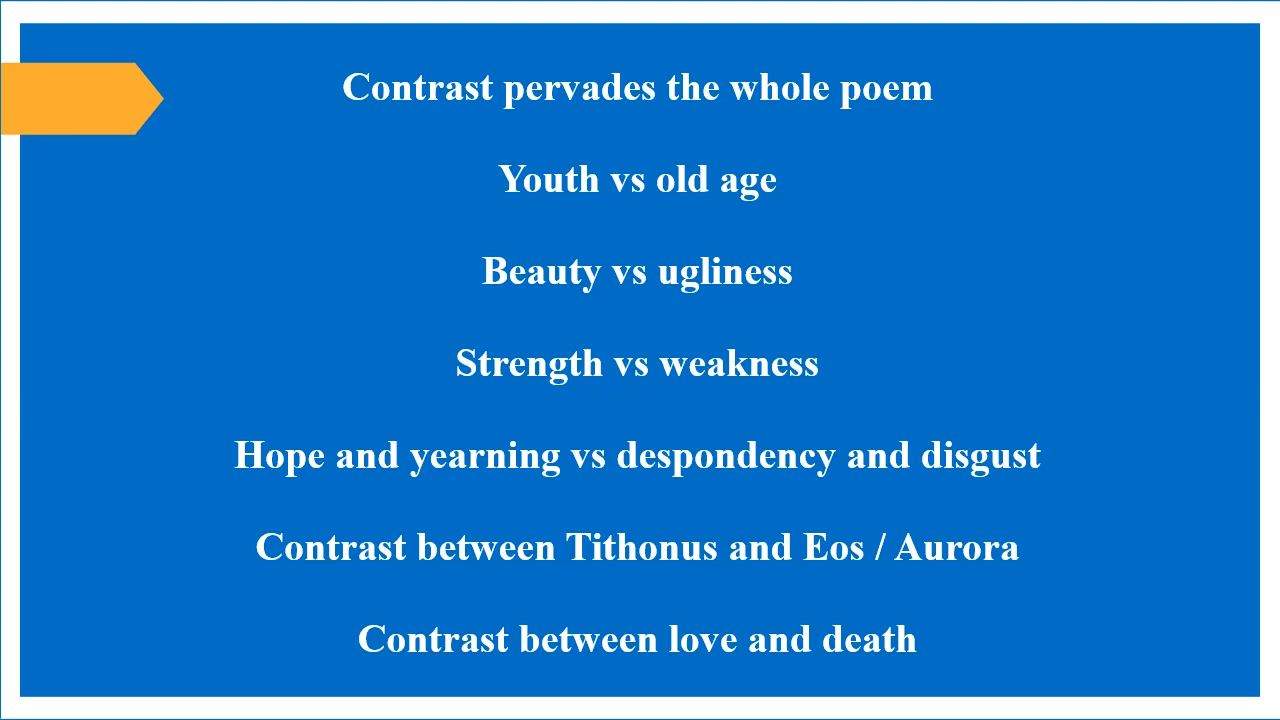 Contrast pervades the whole poem
Youth vs old age
Beauty vs ugliness
Strength vs weakness
Hope and yearning vs despondency and disgust
Contrast between Tithonus and Eos / Aurora
Contrast between love and death